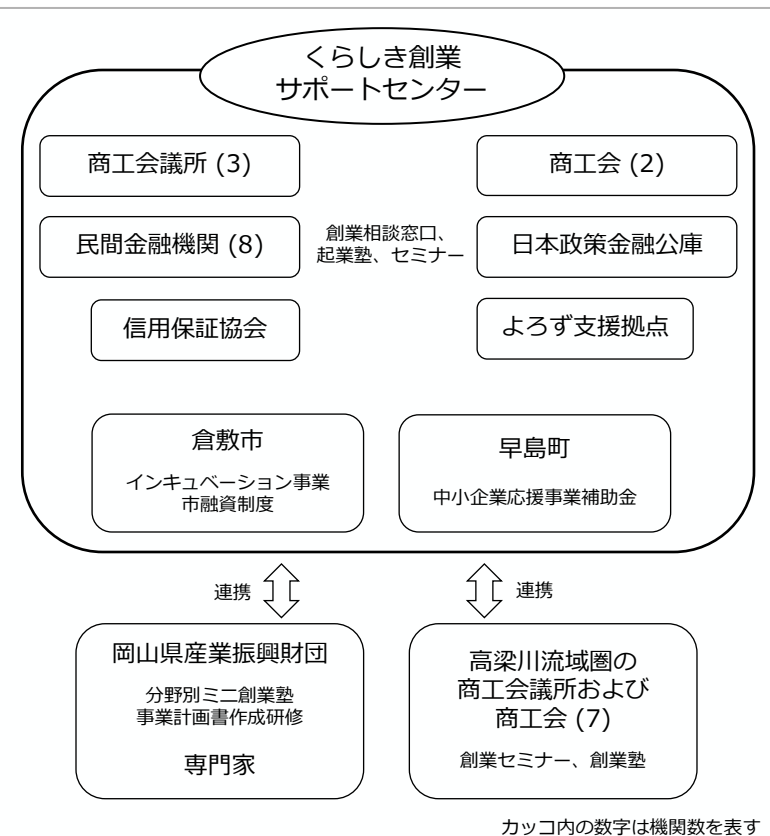 くらしき創業
サポートセンター
商工会議所 (3)
商工会 (2)
民間金融機関 (8)
創業相談窓口、
起業塾、セミナー
日本政策金融公庫
信用保証協会
よろず支援拠点
倉敷市
インキュベーション事業
市融資制度
早島町
中小企業応援事業補助金
連携
連携
岡山県産業振興財団
分野別ミニ創業塾
事業計画書作成研修
専門家
高梁川流域圏の
商工会議所および
商工会 (7)
創業セミナー、創業塾
カッコ内の数字は機関数を表す